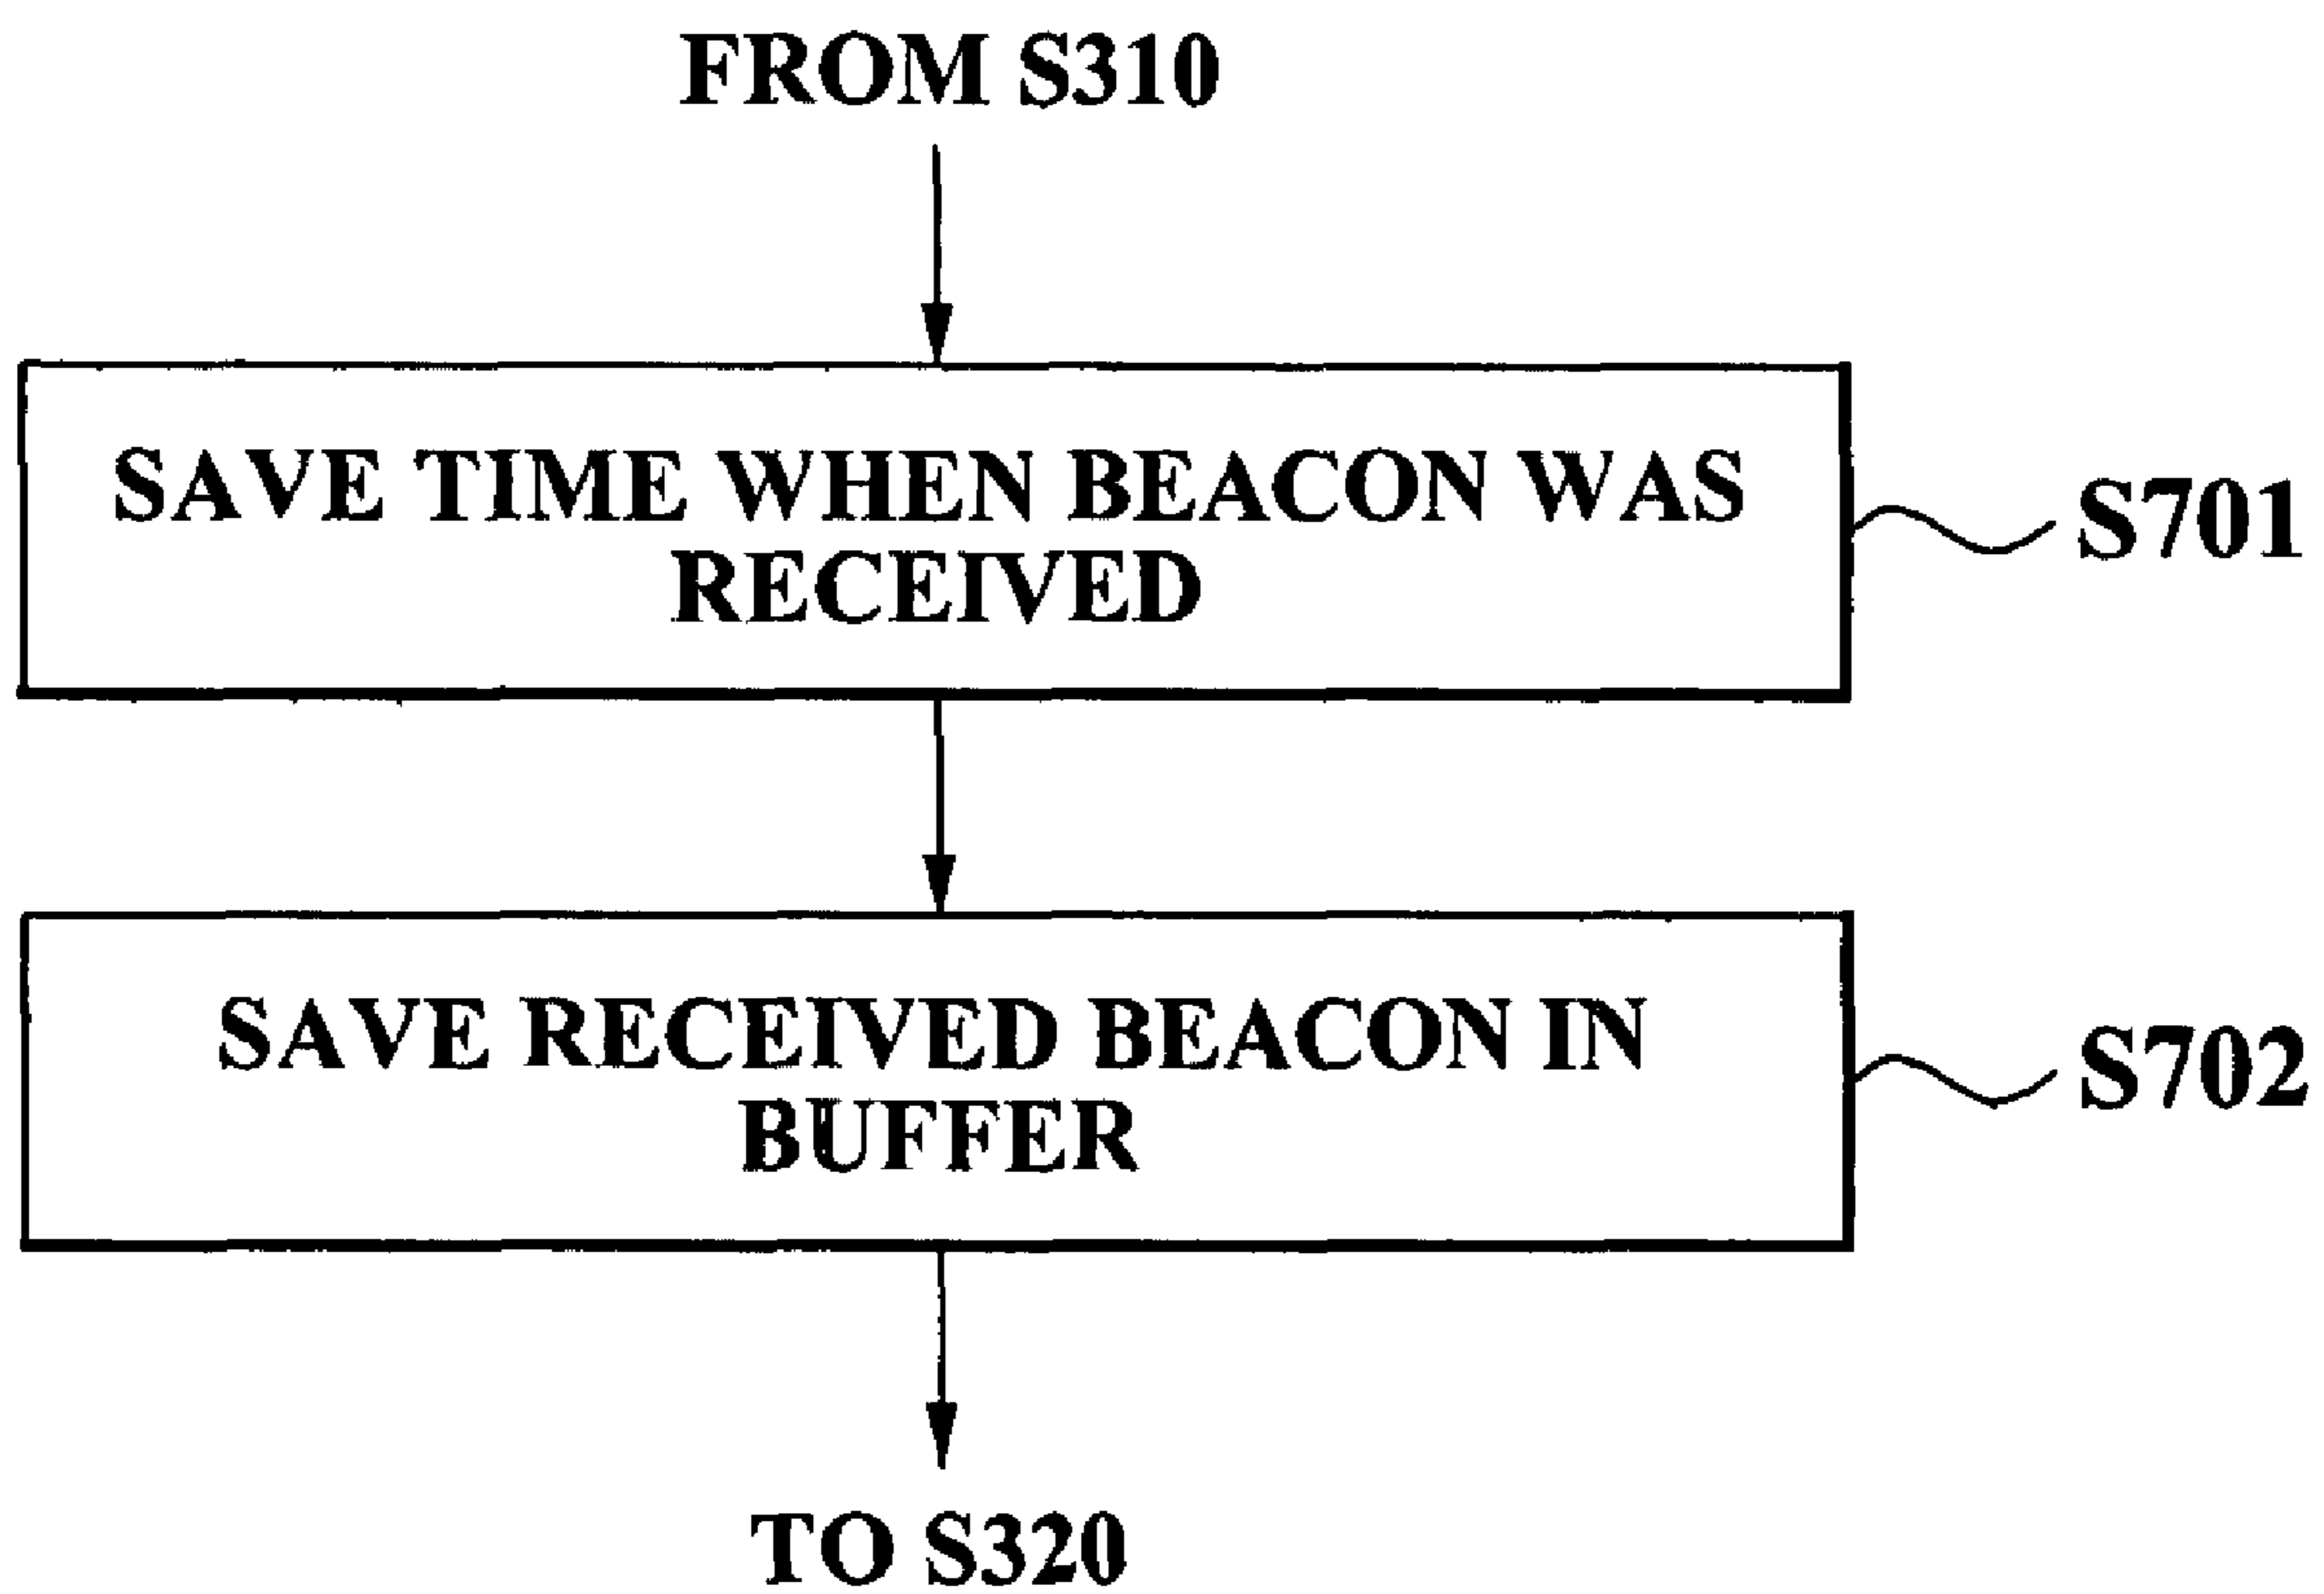 FROM S310
SAVE TIME WHEN BEACON WAS
RECEIVED
S701
SAVE RECEIVED BEACON IN
BUFFER
S702
TO S320